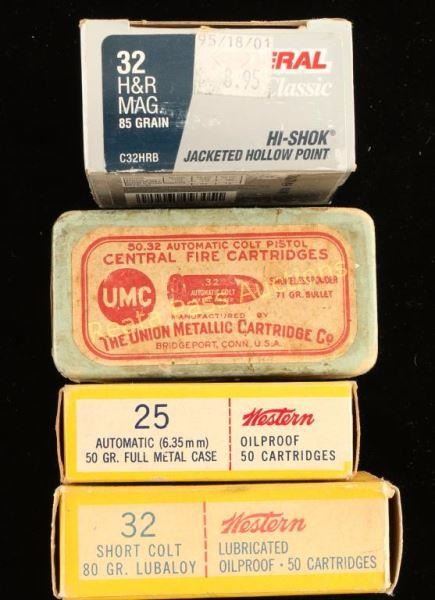 95/18/01
8.95
32
H&R
MAG.
85 GRAIN
C32HRB
ERAL
Classic
HI-SHOK®
JACKETED HOLLOW POINT
50 .32 AUTOMATIC COLT PISTOL
CENTRAL FIRE CARTRIDGES
UMC
.32
AUTOMATIC COLT
SMOKELESS POWDER
71 GR. BULLET
MANUFACTURED BY
THE UNION METALLIC CARTRIDGE CO
BRIDGEPORT, CONN., U.S.A.
25
AUTOMATIC (6.35mm)
50 GR. FULL METAL CASE
Western
OILPROOF
50 CARTRIDGES
32
SHORT COLT
80 GR. LUBALOY
Western
LUBRICATED
OILPROOF · 50 CARTRIDGES